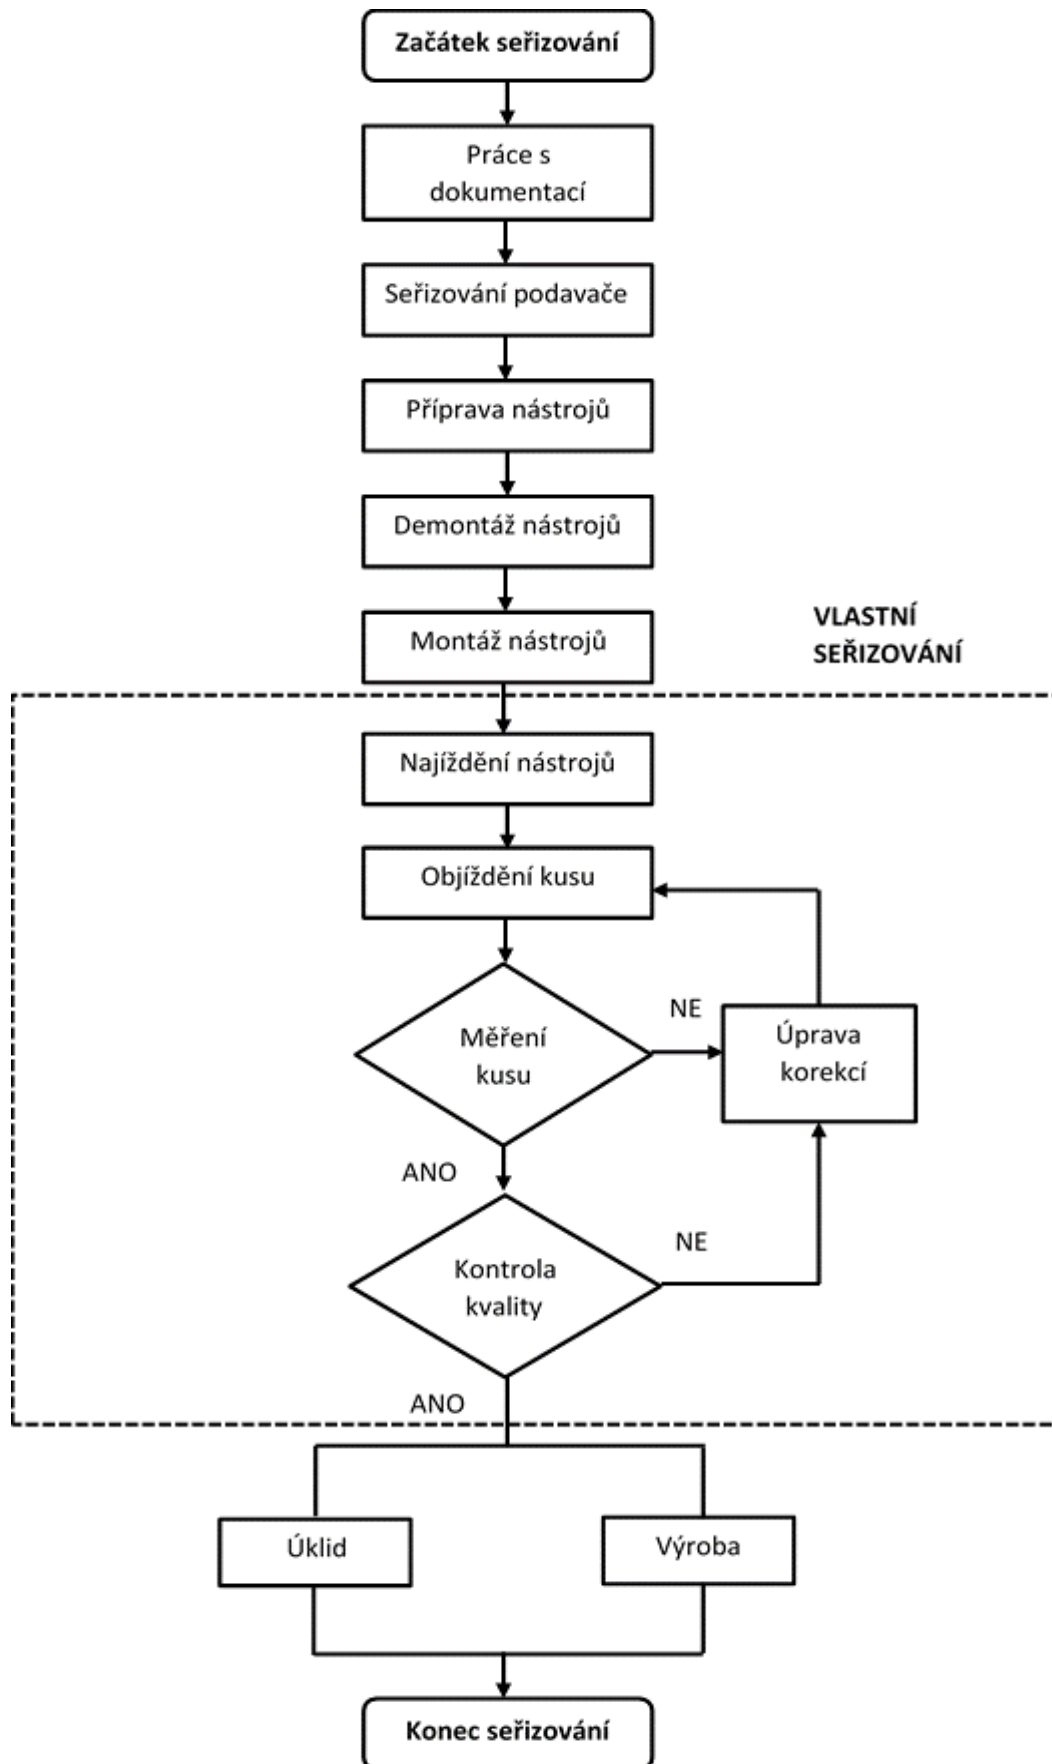 Začátek seřizování
Práce s
dokumentací
Seřizování podavače
Příprava nástrojů
Demontáž nástrojů
Montáž nástrojů
VLASTNÍ
SEŘIZOVÁNÍ
Najíždění nástrojů
Objíždění kusu
Měření
kusu
NE
Úprava
korekcí
ANO
Kontrola
kvality
NE
ANO
Úklid
Výroba
Konec seřizování